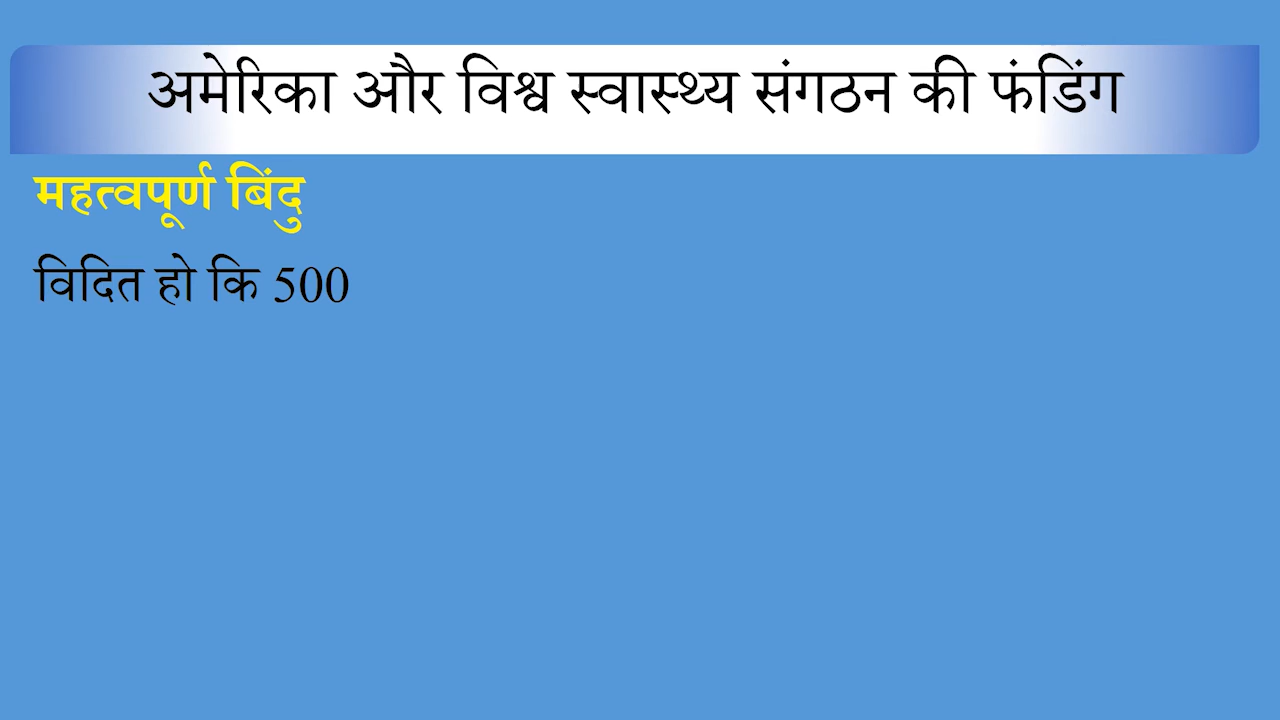 अमेरिका और विश्व स्वास्थ्य संगठन की फंडिंग
महत्वपूर्ण बिंदु
विदित हो कि 500